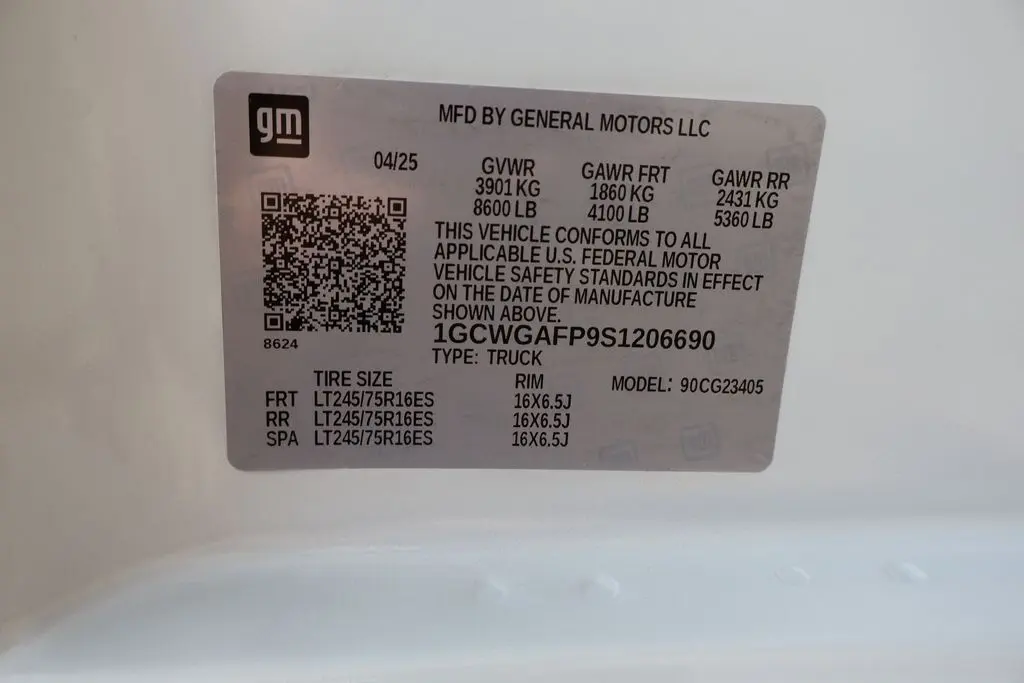 gm
MFD BY GENERAL MOTORS LLC
04/25
GVWR
3901 KG
8600 LB
GAWR FRT
1860 KG
4100 LB
GAWR RR
2431 KG
5360 LB
THIS VEHICLE CONFORMS TO ALL
APPLICABLE U.S. FEDERAL MOTOR
VEHICLE SAFETY STANDARDS IN EFFECT
ON THE DATE OF MANUFACTURE
SHOWN ABOVE.
8624
1GCWGAFP9S1206690
TYPE: TRUCK
MODEL: 90CG23405
TIRE SIZE RIM
FRT LT245/75R16ES 16X6.5J
RR LT245/75R16ES 16X6.5J
SPA LT245/75R16ES 16X6.5J